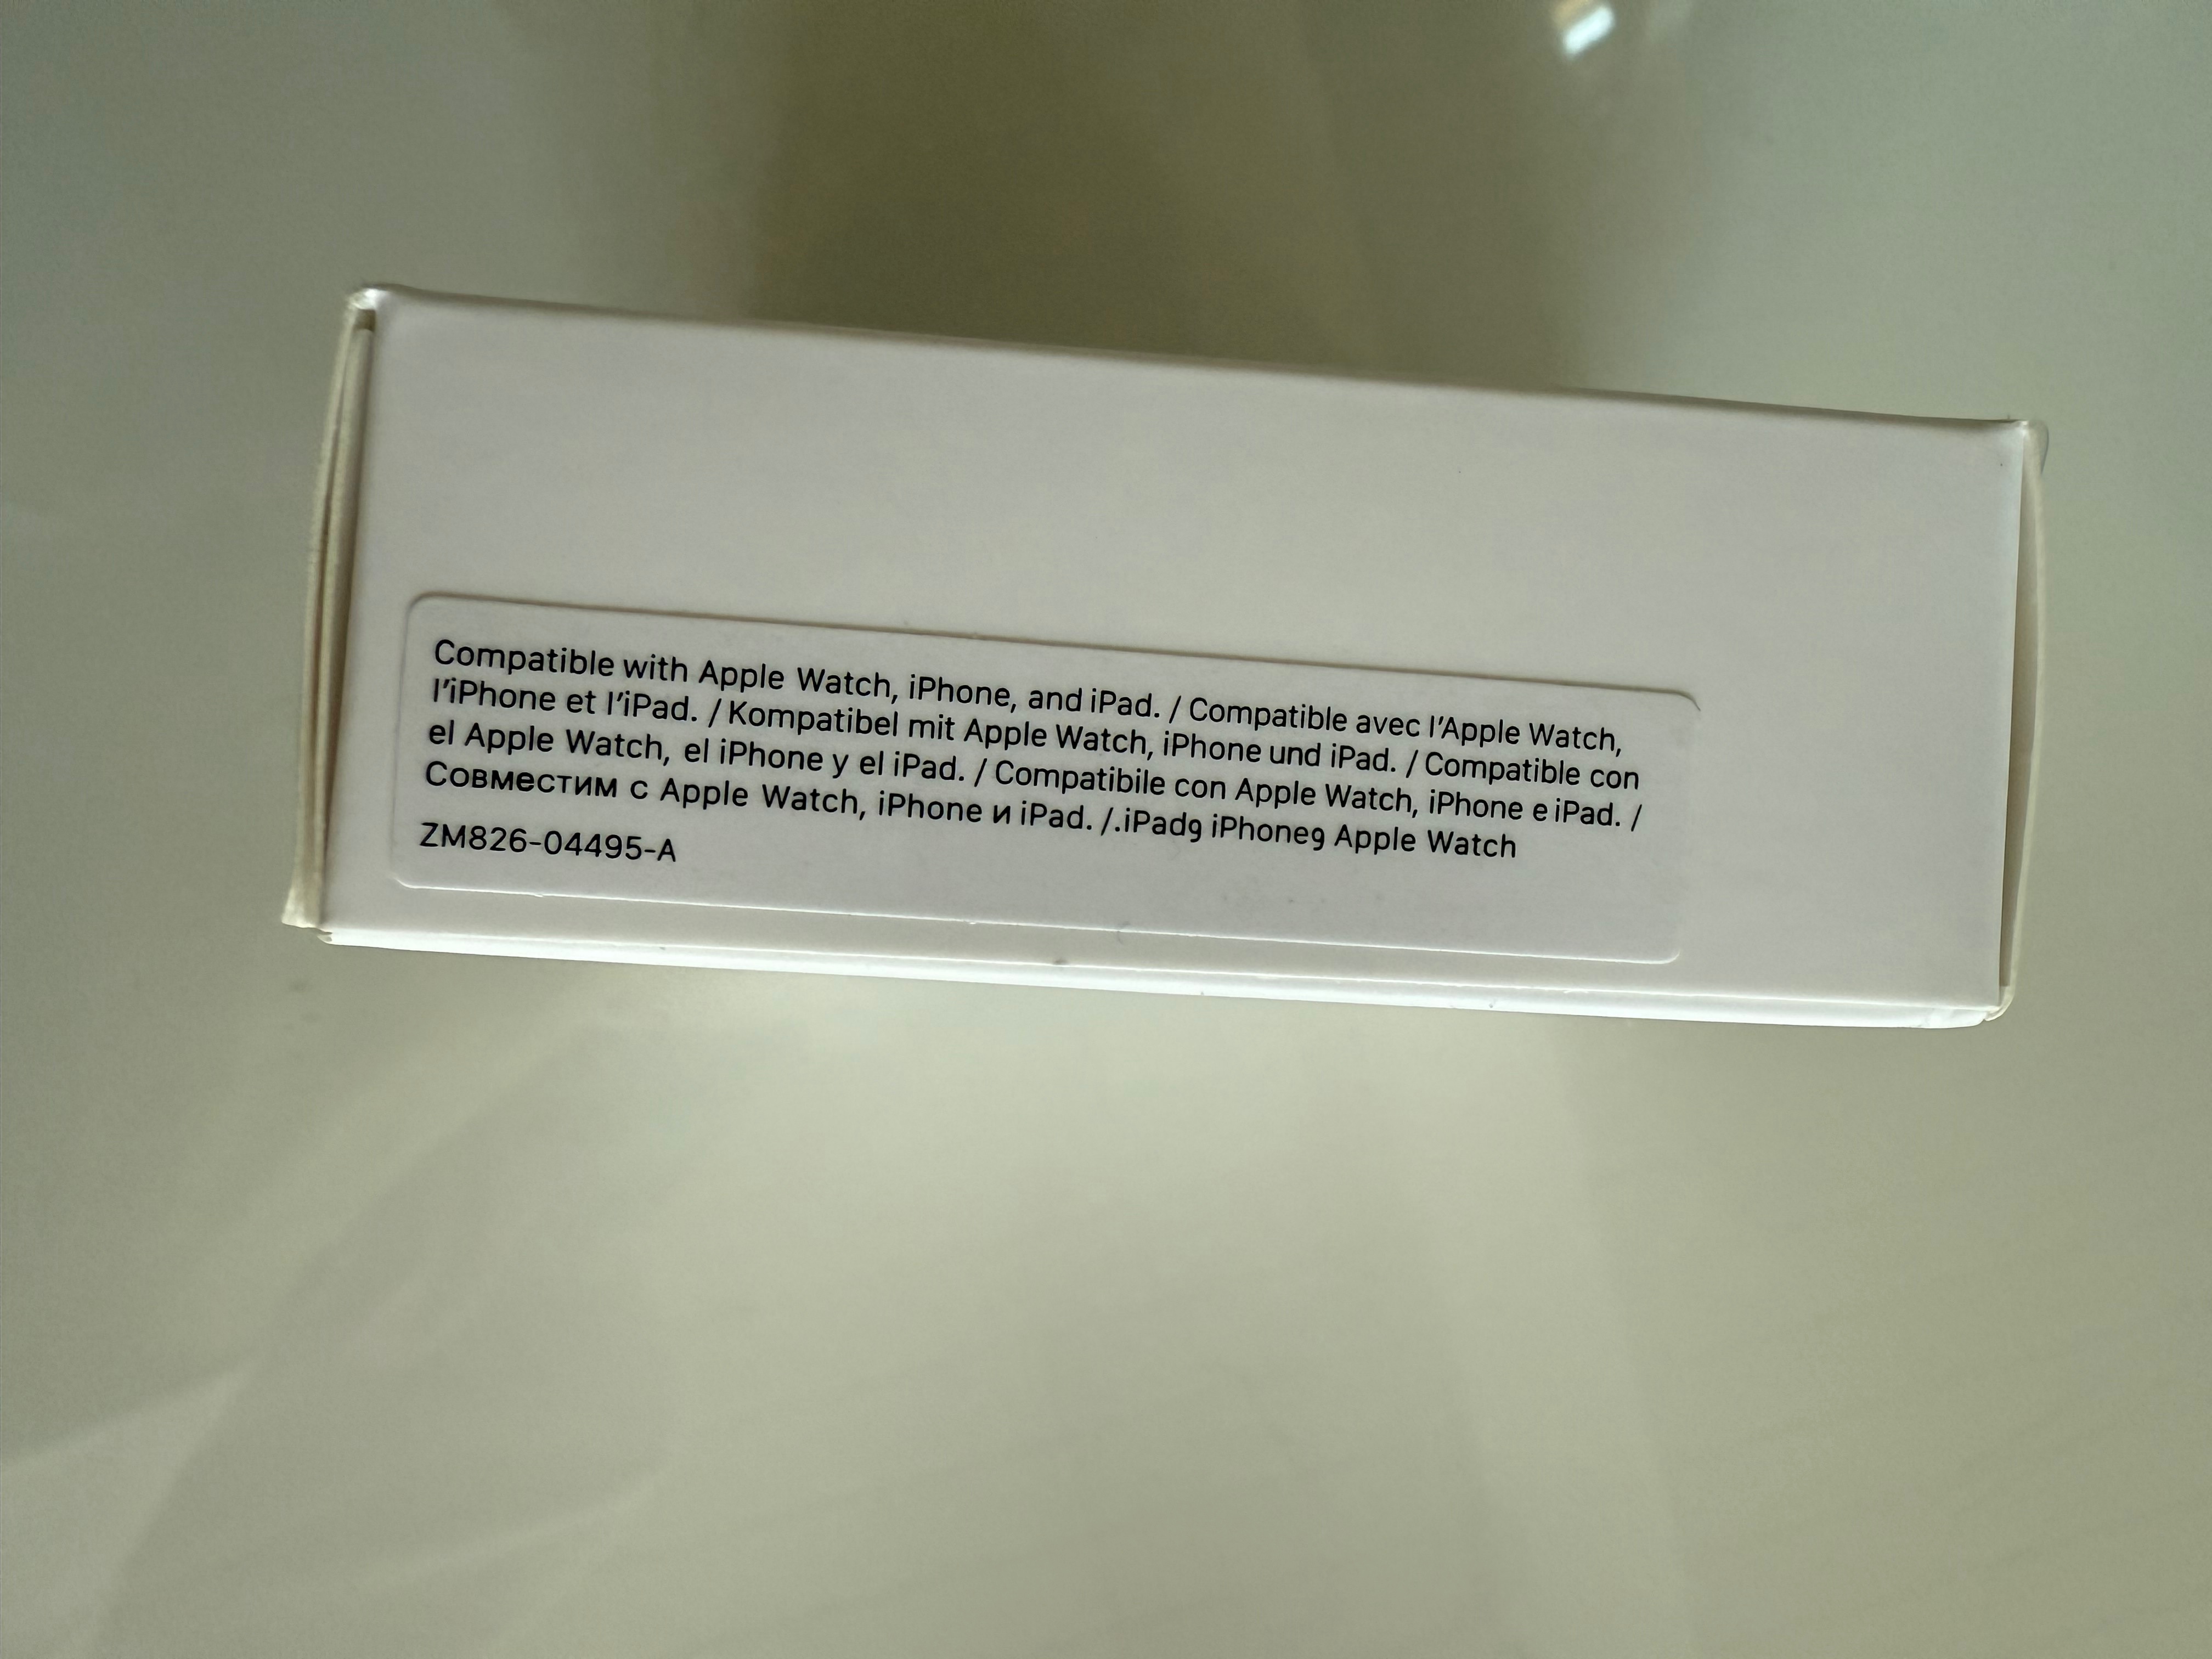 Compatible with Apple Watch, iPhone, and iPad. / Compatible avec l’Apple Watch,
l’iPhone et l’iPad. / Kompatibel mit Apple Watch, iPhone und iPad. / Compatible con
el Apple Watch, el iPhone y el iPad. / Compatibile con Apple Watch, iPhone e iPad. /
Совместим с Apple Watch, iPhone и iPad. /.iPadو iPhoneو Apple Watch
ZM826-04495-A